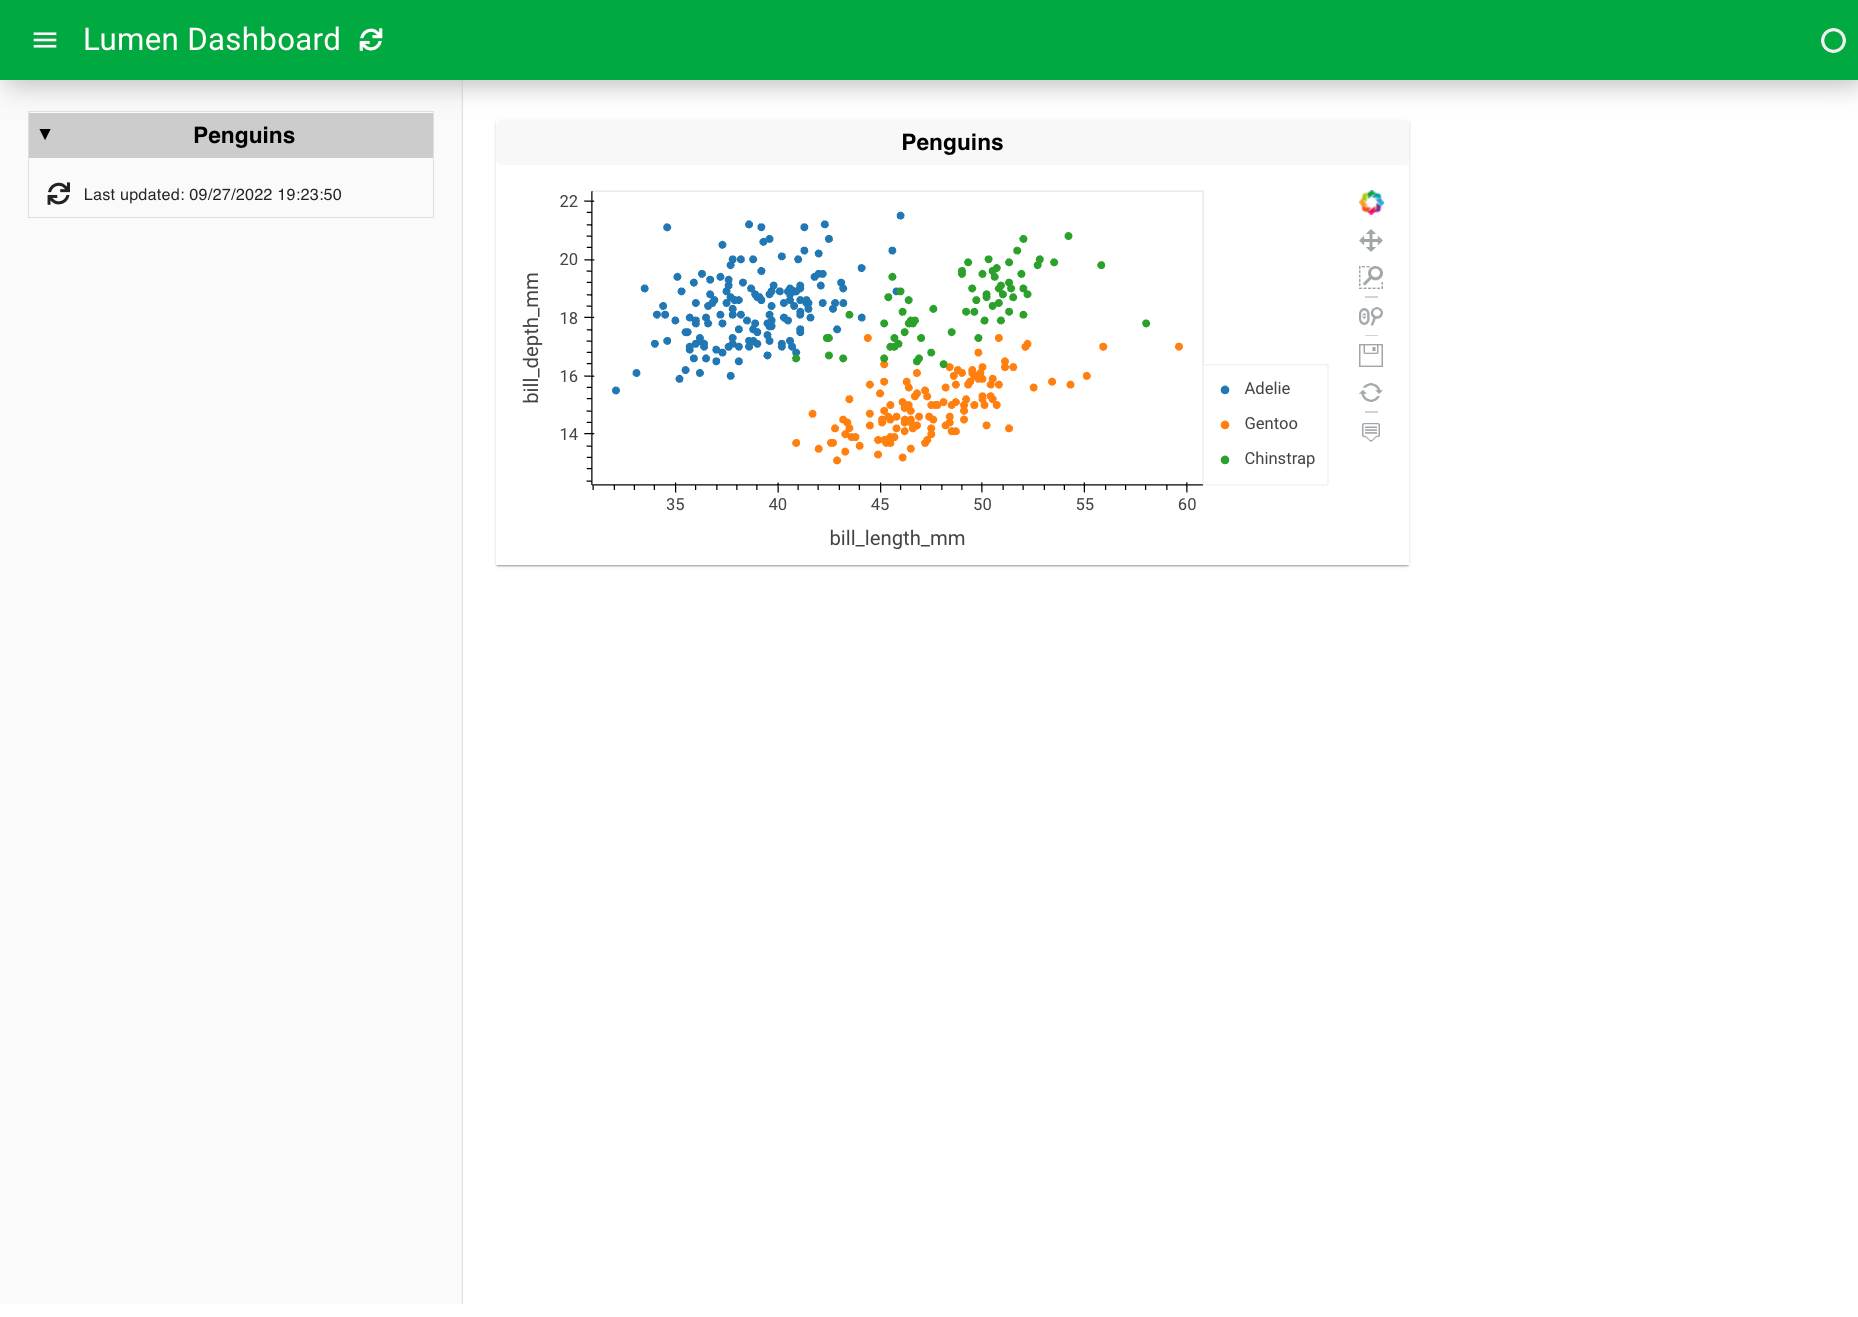 Lumen Dashboard
Penguins
Last updated: 09/27/2022 19:23:50
Penguins
22
20
18
16
14
bill_depth_mm
35 40 45 50 55 60
bill_length_mm
Adelie
Gentoo
Chinstrap